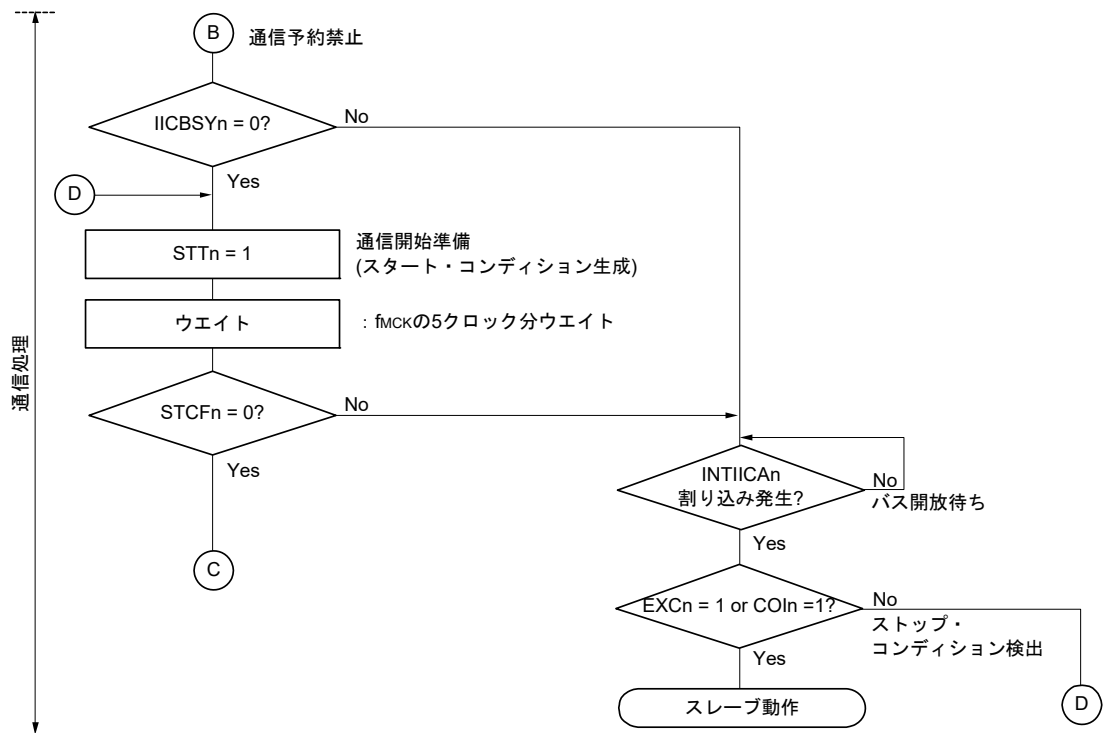 B
通信予約禁止
IICBSYn = 0?
No
Yes
D
STTn = 1
通信開始準備
(スタート・コンディション生成)
ウエイト
: fMCKの5クロック分ウエイト
通信処理
STCFn = 0?
No
Yes
INTIICAn
割り込み発生?
No
バス開放待ち
Yes
C
EXCn = 1 or COIn =1?
No
ストップ・
コンディション検出
Yes
スレーブ動作
D